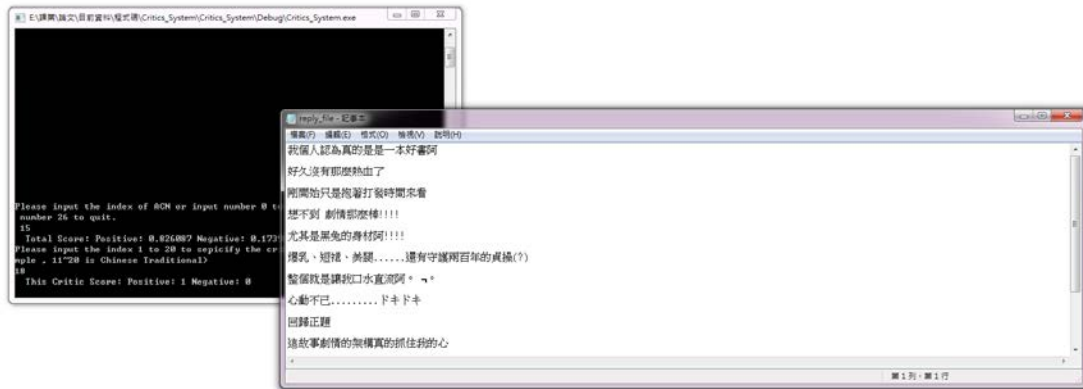 E:\課業\論文\目前資料\程式碼\Critics_System\Critics_System\Debug\Critics_System.exe
Please input the index of ACN or input number 0 to
number 26 to quit.
15
Total Score: Positive: 0.826087 Negative: 0.1739
Please input the index 1 to 20 to sepicify the cr
mple , 11~20 is Chinese Traditional>
18
This Critic Score: Positive: 1 Negative: 0
reply_file - 記事本
檔案(F) 編輯(E) 格式(O) 檢視(V) 說明(H)
我個人認為真的是是一本好書阿
好久沒有那麼熱血了
剛開始只是抱著打發時間來看
想不到 劇情那麼棒!!!!
尤其是黑兔的身材阿!!!!
爆乳、短裙、美腿......還有守護兩百年的貞操(?)
整個就是讓我口水直流阿。¬。
心動不已.........ドキドキ
回歸正題
這故事劇情的架構真的抓住我的心
第 1 列，第 1 行